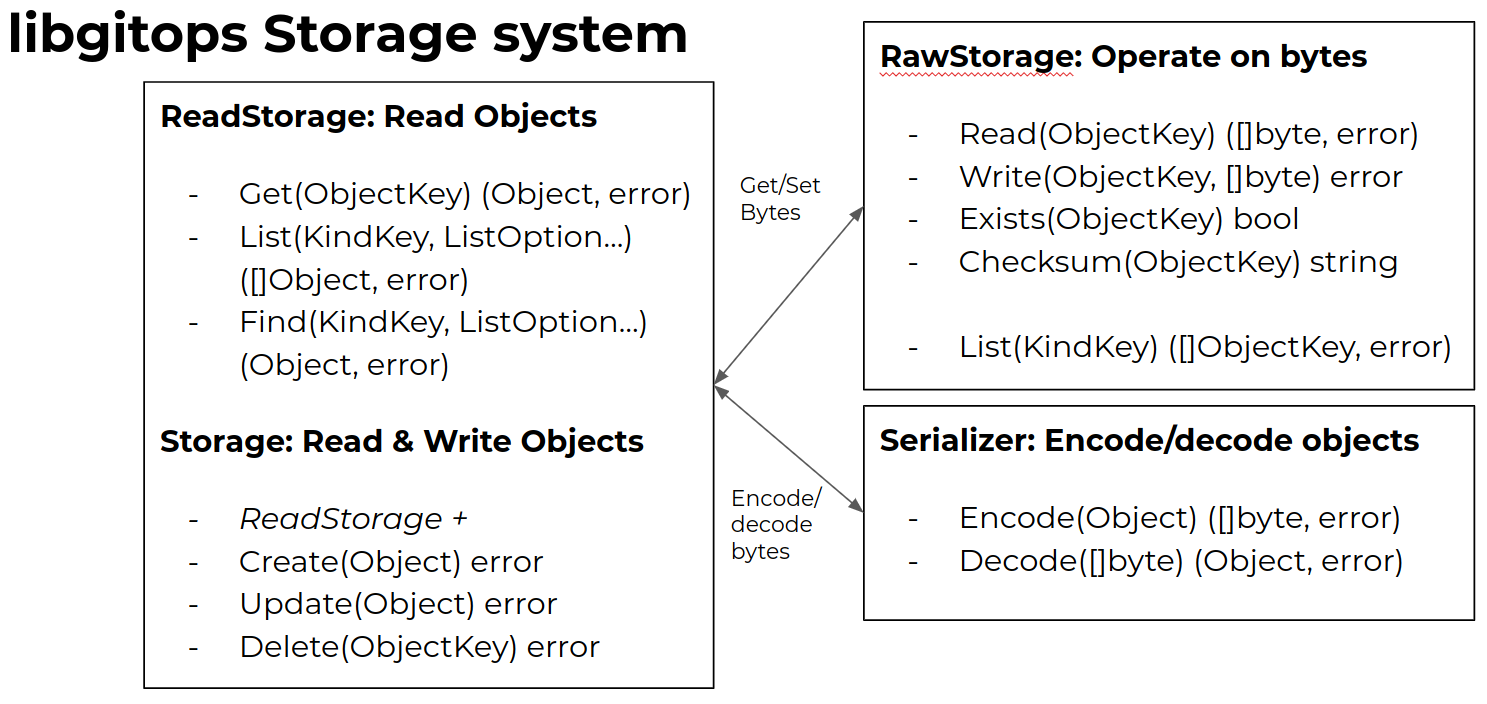 libgitops Storage system
ReadStorage: Read Objects
- Get(ObjectKey) (Object, error)
- List(KindKey, ListOption...)
([]Object, error)
- Find(KindKey, ListOption...)
(Object, error)
Storage: Read & Write Objects
- ReadStorage +
- Create(Object) error
- Update(Object) error
- Delete(ObjectKey) error
Get/Set
Bytes
Encode/
decode
bytes
RawStorage: Operate on bytes
- Read(ObjectKey) ([]byte, error)
- Write(ObjectKey, []byte) error
- Exists(ObjectKey) bool
- Checksum(ObjectKey) string
- List(KindKey) ([]ObjectKey, error)
Serializer: Encode/decode objects
- Encode(Object) ([]byte, error)
- Decode([]byte) (Object, error)